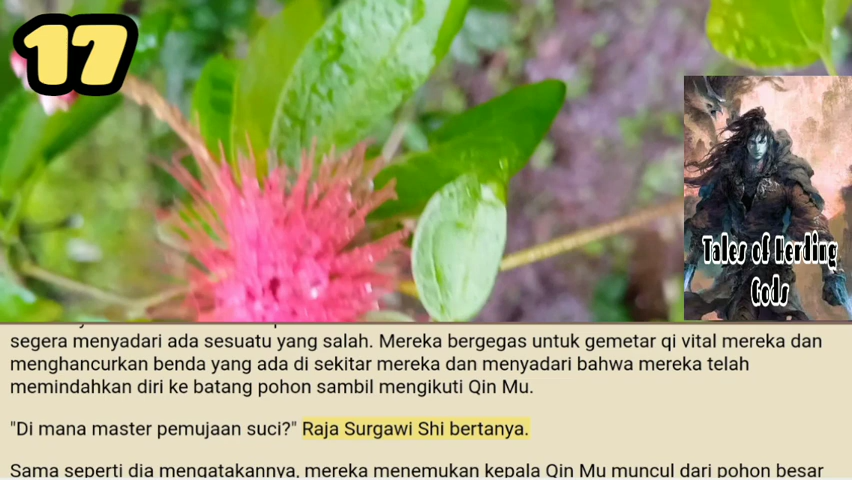 17
Tales of Herding
Gods
segera menyadari ada sesuatu yang salah. Mereka bergegas untuk gemetar qi vital mereka dan
menghancurkan benda yang ada di sekitar mereka dan menyadari bahwa mereka telah
memindahkan diri ke batang pohon sambil mengikuti Qin Mu.
"Di mana master pemujaan suci?" Raja Surgawi Shi bertanya.
Sama seperti dia mengatakannya, mereka menemukan kepala Qin Mu muncul dari pohon besar